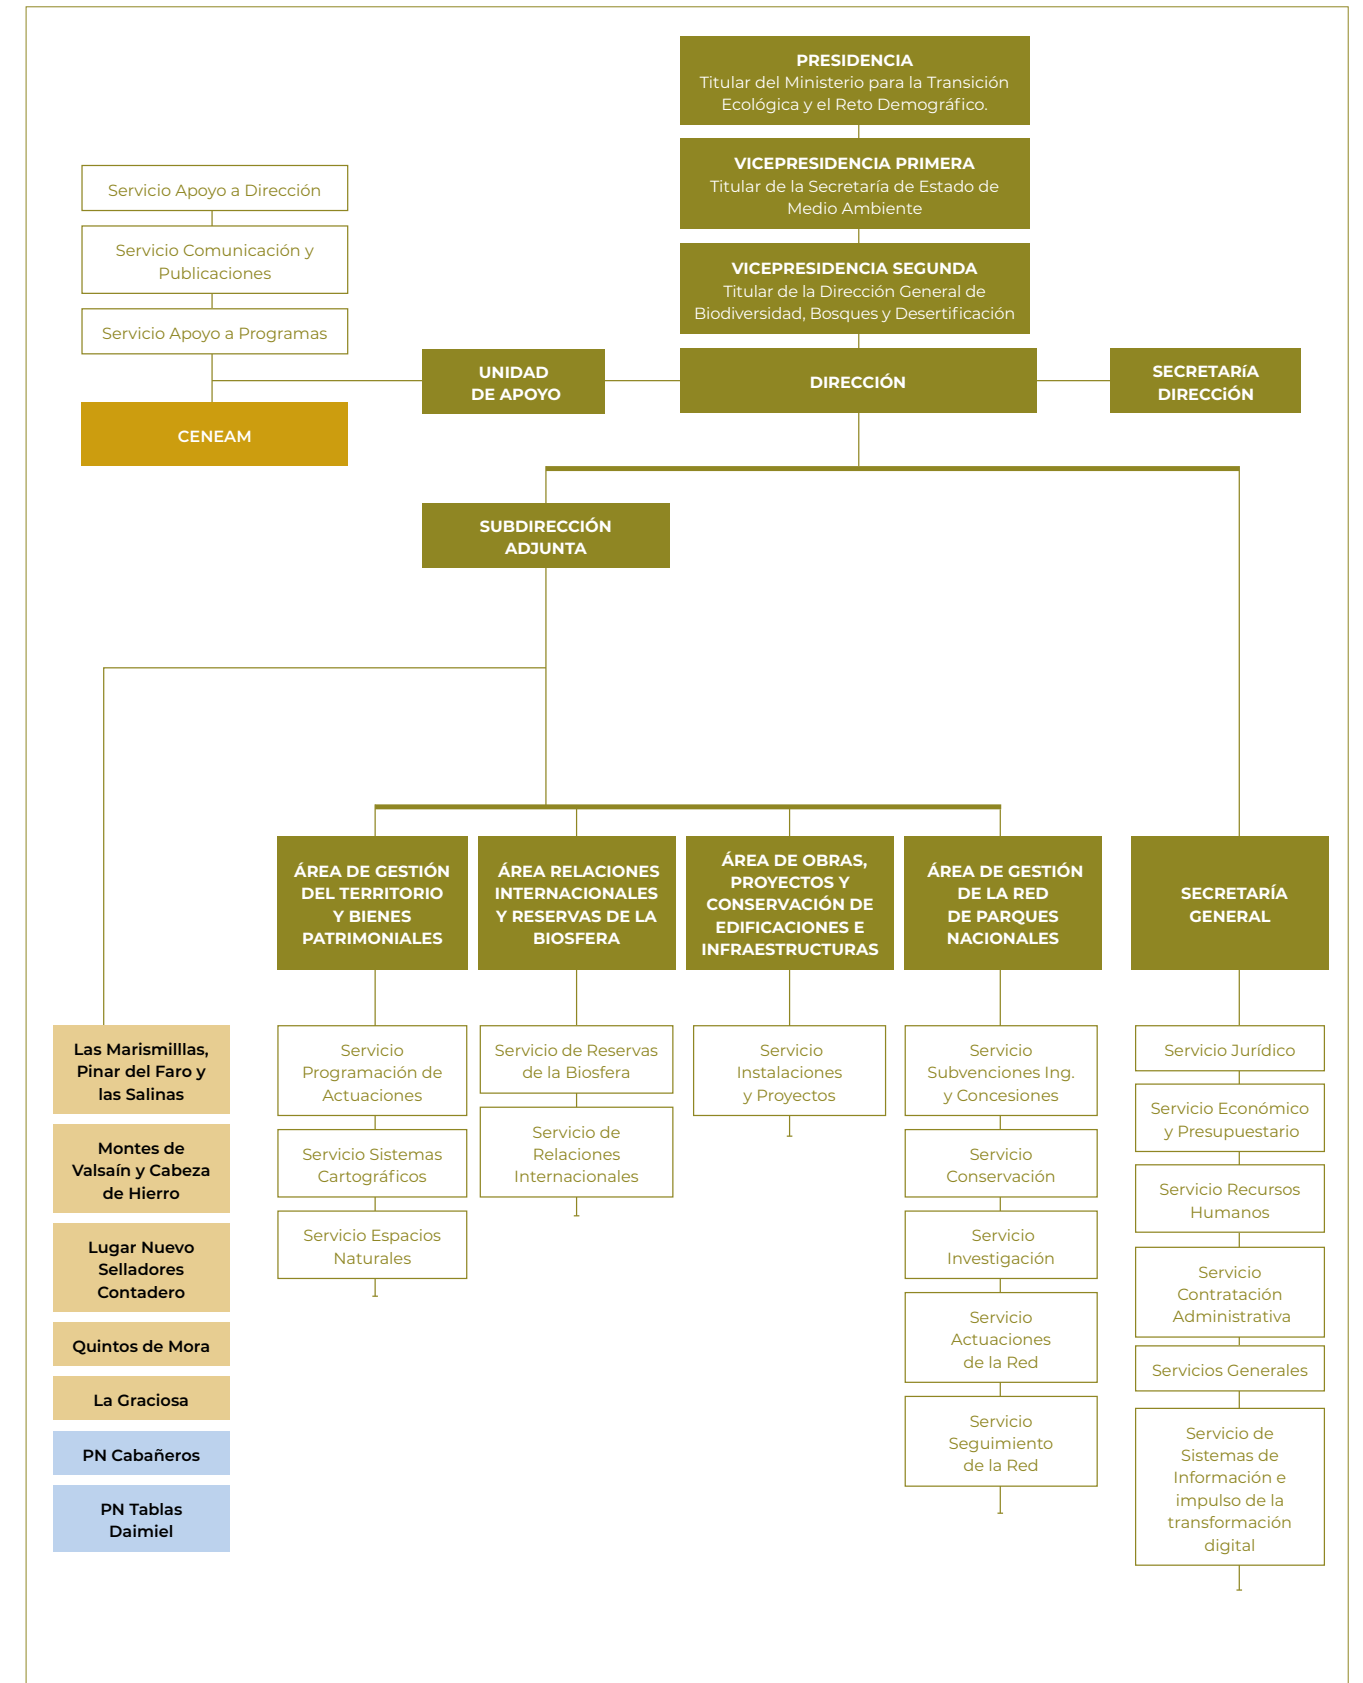 PRESIDENCIA
Titular del Ministerio para la Transición
Ecológica y el Reto Demográfico.
VICEPRESIDENCIA PRIMERA
Titular de la Secretaría de Estado de
Medio Ambiente
VICEPRESIDENCIA SEGUNDA
Titular de la Dirección General de
Biodiversidad, Bosques y Desertificación
Servicio Apoyo a Dirección
Servicio Comunicación y
Publicaciones
Servicio Apoyo a Programas
UNIDAD
DE APOYO
DIRECCIÓN
SECRETARíA
DIRECCiÓN
CENEAM
SUBDIRECCIÓN
ADJUNTA
ÁREA DE GESTIÓN
DEL TERRITORIO
Y BIENES
PATRIMONIALES
ÁREA RELACIONES
INTERNACIONALES
Y RESERVAS DE LA
BIOSFERA
ÁREA DE OBRAS,
PROYECTOS Y
CONSERVACIÓN DE
EDIFICACIONES E
INFRAESTRUCTURAS
ÁREA DE GESTIÓN
DE LA RED
DE PARQUES
NACIONALES
SECRETARÍA
GENERAL
Las Marismilllas,
Pinar del Faro y
las Salinas
Montes de
Valsaín y Cabeza
de Hierro
Lugar Nuevo
Selladores
Contadero
Quintos de Mora
La Graciosa
PN Cabañeros
PN Tablas
Daimiel
Servicio
Programación de
Actuaciones
Servicio Sistemas
Cartográficos
Servicio Espacios
Naturales
Servicio de Reservas
de la Biosfera
Servicio de
Relaciones
Internacionales
Servicio
Instalaciones
y Proyectos
Servicio
Subvenciones Ing.
y Concesiones
Servicio
Conservación
Servicio
Investigación
Servicio
Actuaciones
de la Red
Servicio
Seguimiento
de la Red
Servicio Jurídico
Servicio Económico
y Presupuestario
Servicio Recursos
Humanos
Servicio
Contratación
Administrativa
Servicios Generales
Servicio de
Sistemas de
Información e
impulso de la
transformación
digital